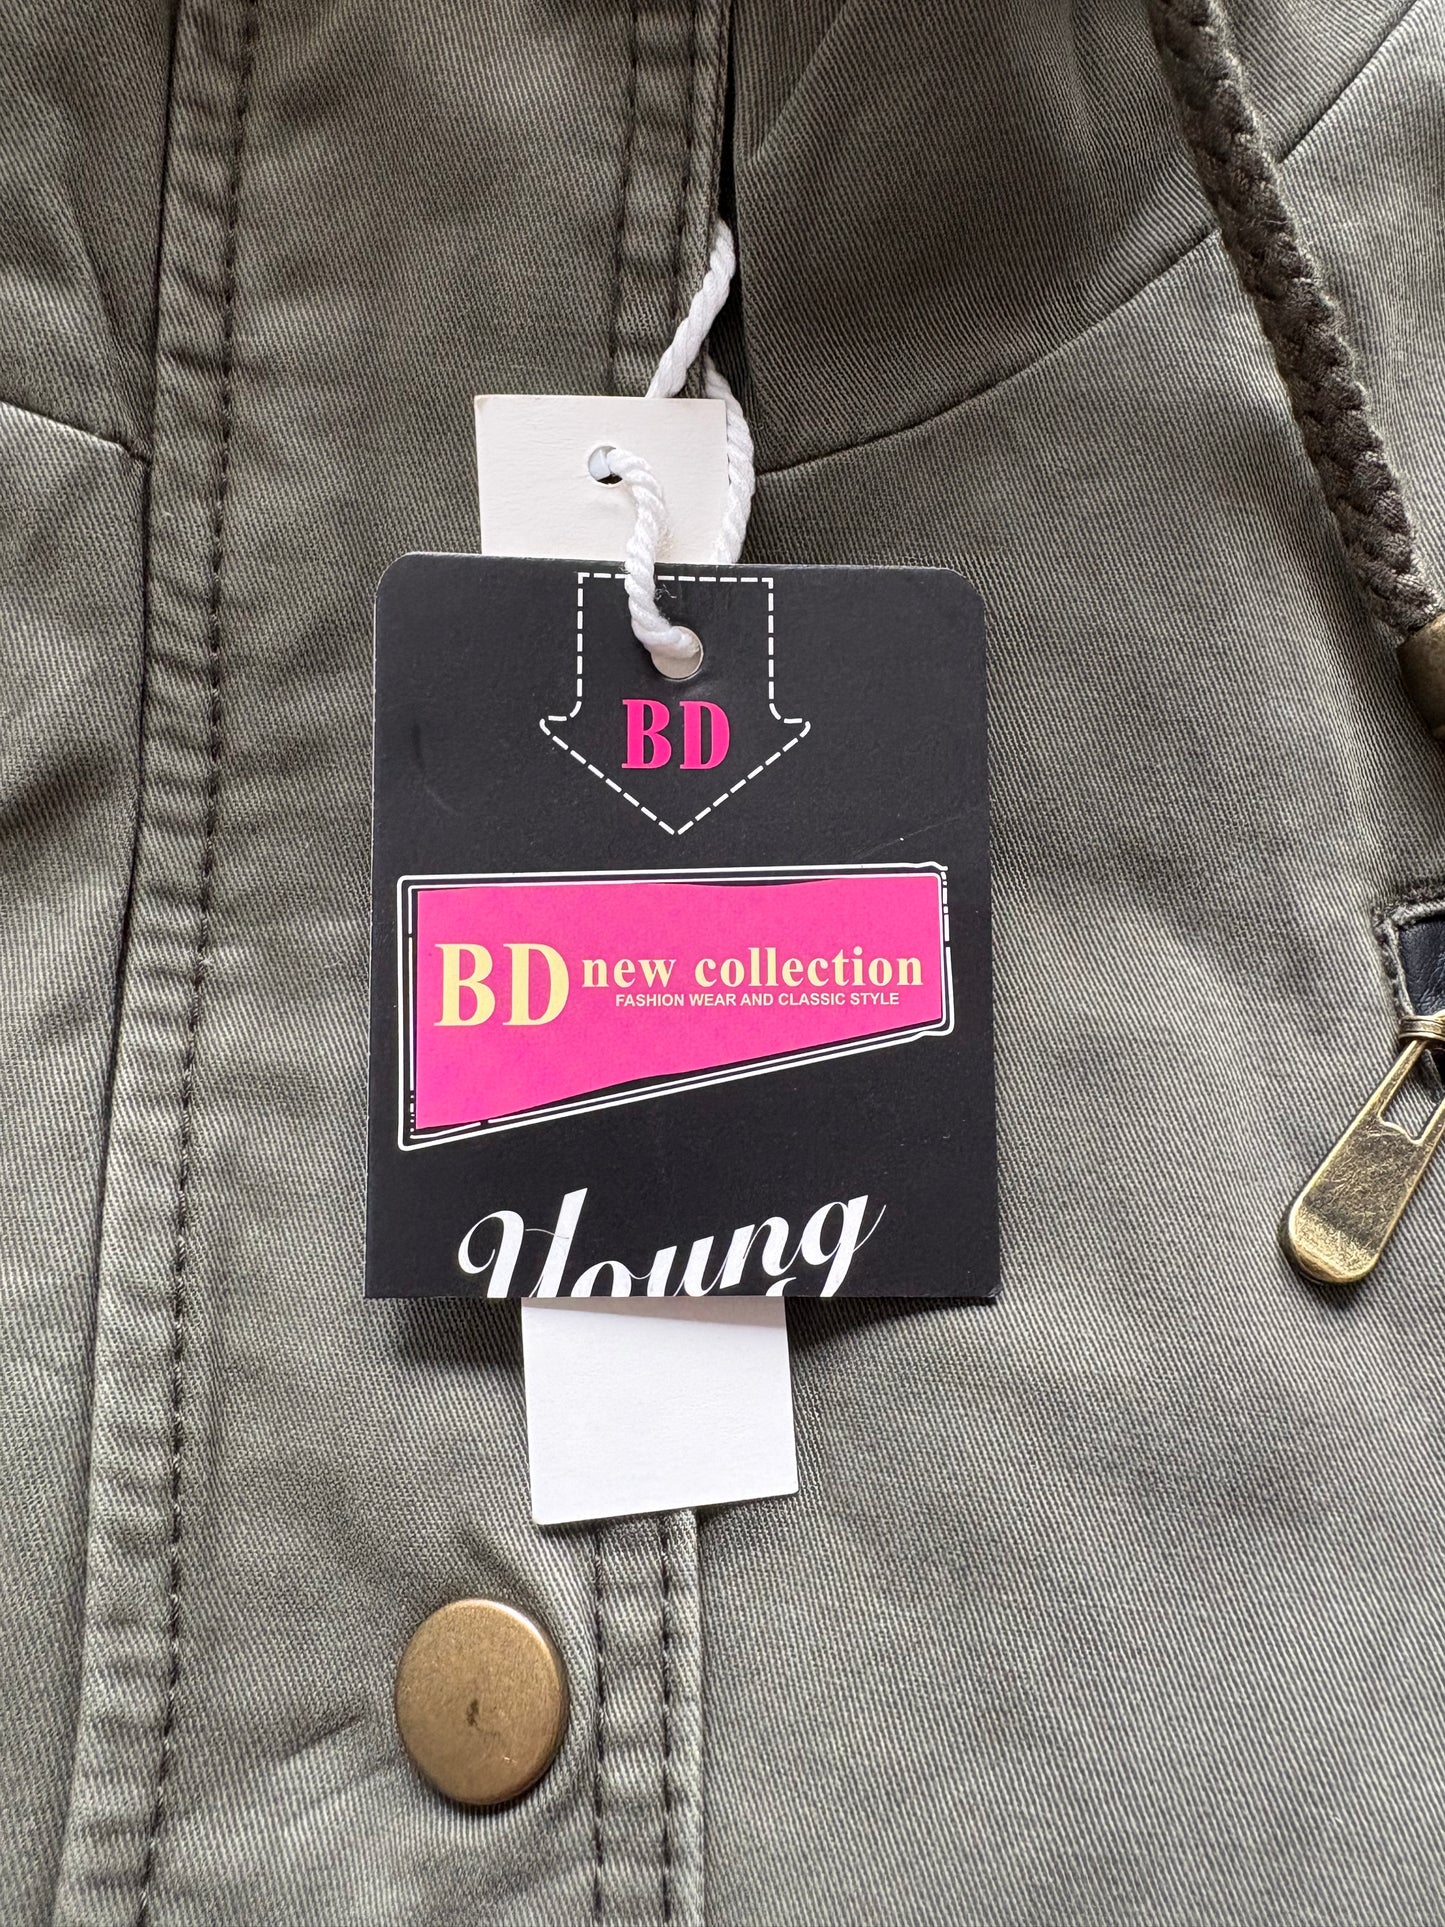 BD
BD new collection
FASHION WEAR AND CLASSIC STYLE
Young